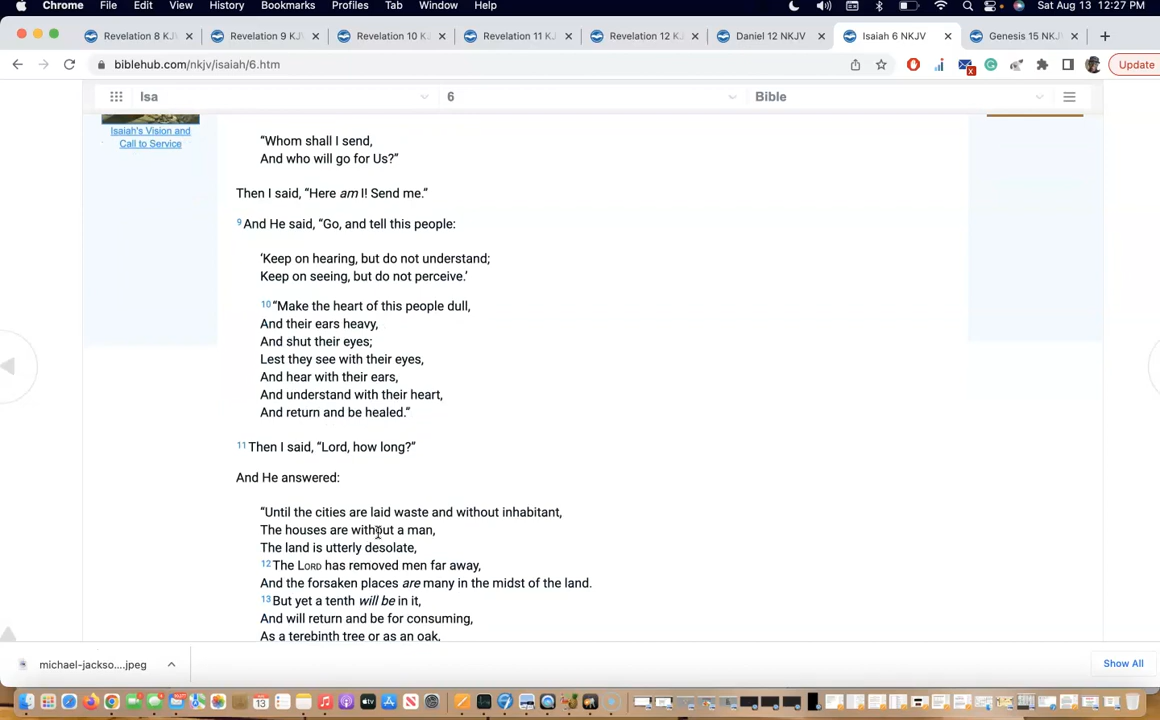 Chrome File Edit View History Bookmarks Profiles Tab Window Help Sat Aug 13 12:27 PM
Revelation 8 KJV Revelation 9 KJV Revelation 10 KJ Revelation 11 KJ Revelation 12 KJ Daniel 12 NKJV Isaiah 6 NKJV Genesis 15 NKJV
biblehub.com/nkjv/isaiah/6.htm Update
Isa 6 Bible
Isaiah's Vision and
Call to Service
“Whom shall I send,
And who will go for Us?”
Then I said, “Here am I! Send me.”
9 And He said, “Go, and tell this people:
‘Keep on hearing, but do not understand;
Keep on seeing, but do not perceive.’
10 “Make the heart of this people dull,
And their ears heavy,
And shut their eyes;
Lest they see with their eyes,
And hear with their ears,
And understand with their heart,
And return and be healed.”
11 Then I said, “Lord, how long?”
And He answered:
“Until the cities are laid waste and without inhabitant,
The houses are without a man,
The land is utterly desolate,
12 The LORD has removed men far away,
And the forsaken places are many in the midst of the land.
13 But yet a tenth will be in it,
And will return and be for consuming,
As a terebinth tree or as an oak,
michael-jackso....jpeg Show All